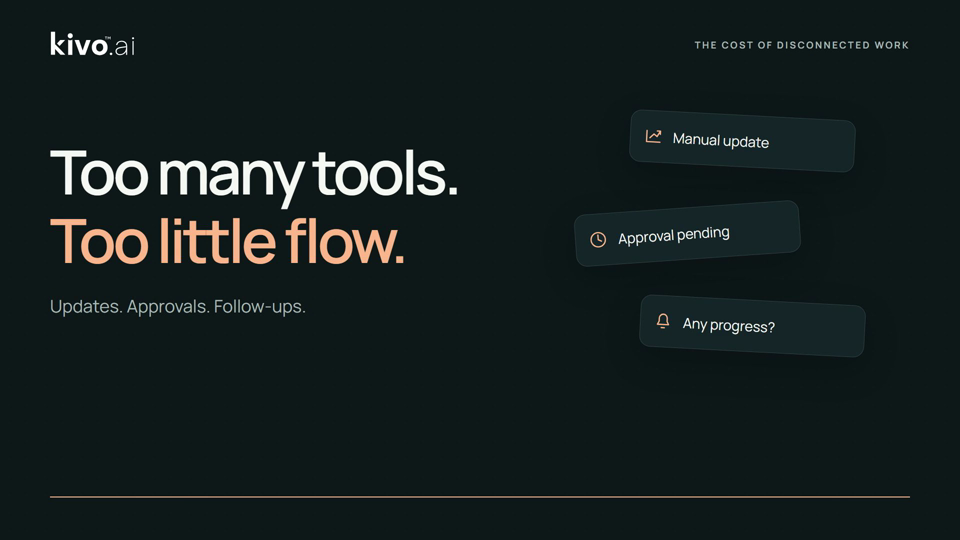 kivo™.ai
THE COST OF DISCONNECTED WORK
Too many tools.
Too little flow.
Updates. Approvals. Follow-ups.
Manual update
Approval pending
Any progress?